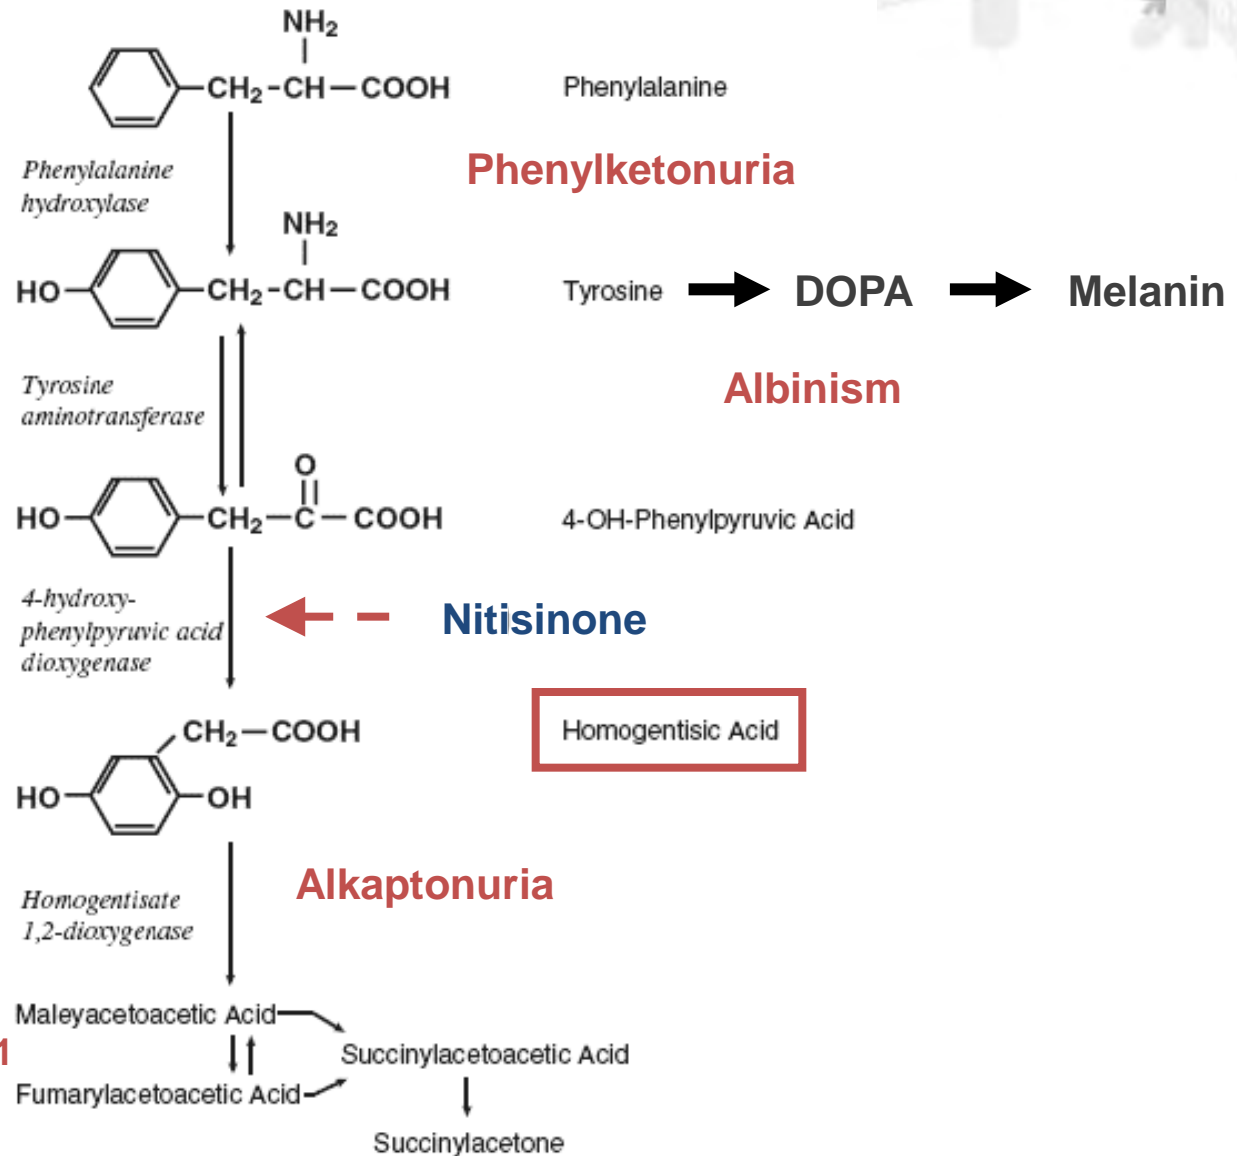 NH₂
CH₂-CH—COOH
Phenylalanine
Phenylalanine
hydroxylase
Phenylketonuria
NH₂
HO
CH₂-CH—COOH
Tyrosine
DOPA
Melanin
Tyrosine
aminotransferase
Albinism
O
HO
CH₂—C—COOH
4-OH-Phenylpyruvic Acid
4-hydroxy-
phenylpyruvic acid
dioxygenase
Nitisinone
CH₂—COOH
Homogentisic Acid
HO
OH
Alkaptonuria
Homogentisate
1,2-dioxygenase
Maleyacetoacetic Acid
1
Succinylacetoacetic Acid
Fumarylacetoacetic Acid
Succinylacetone